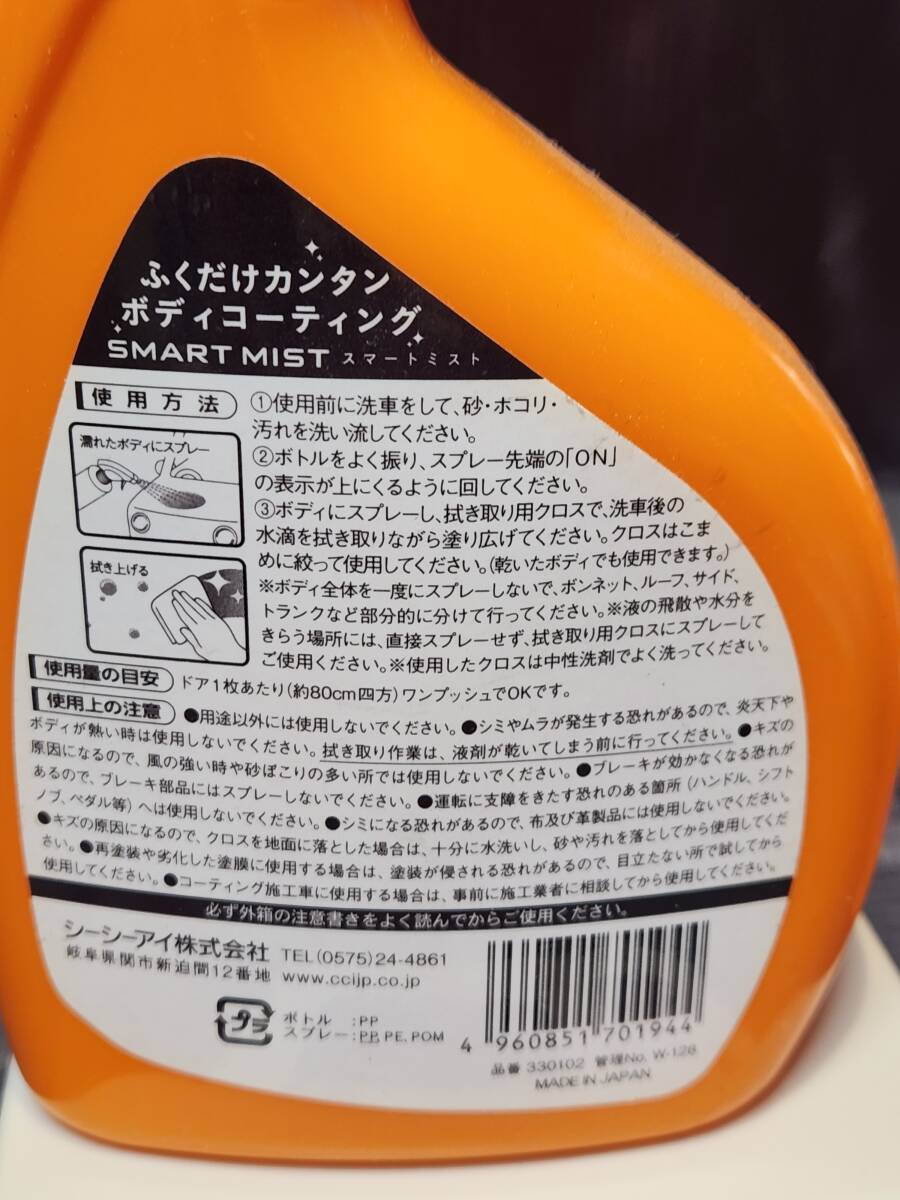 ふくだけカンタン
ボディコーティング
SMART MIST スマートミスト
使用方法
①使用前に洗車をして、砂・ホコリ・
汚れを洗い流してください。
②ボトルをよく振り、スプレー先端の「ON」
の表示が上にくるように回してください。
③ボディにスプレーし、拭き取り用クロスで、洗車後の
水滴を拭き取りながら塗り広げてください。クロスはこま
めに絞って使用してください。(乾いたボディでも使用できます。)
※ボディ全体を一度にスプレーしないで、ボンネット、ルーフ、サイド、
トランクなど部分的に分けて行ってください。※液の飛散や水分を
きらう場所には、直接スプレーせず、拭き取り用クロスにスプレーして
ご使用ください。※使用したクロスは中性洗剤でよく洗ってください。
濡れたボディにスプレー
拭き上げる
使用量の目安 ドア1枚あたり(約80cm四方)ワンプッシュでOKです。
使用上の注意 ●用途以外には使用しないでください。●シミやムラが発生する恐れがあるので、炎天下や
ボディが熱い時は使用しないでください。拭き取り作業は、液剤が乾いてしまう前に行ってください。●キズの
原因になるので、風の強い時や砂ぼこりの多い所では使用しないでください。●ブレーキが効かなくなる恐れが
あるので、ブレーキ部品にはスプレーしないでください。●運転に支障をきたす恐れのある箇所(ハンドル、シフト
ノブ、ペダル等)へは使用しないでください。●シミになる恐れがあるので、布及び革製品には使用しないでください。
●キズの原因になるので、クロスを地面に落とした場合は、十分に水洗いし、砂や汚れを落としてから使用してくだ
さい。●再塗装や劣化した塗膜に使用する場合は、塗装が侵される恐れがあるので、目立たない所で試してから
使用してください。●コーティング施工車に使用する場合は、事前に施工業者に相談してから使用してください。
必ず外箱の注意書きをよく読んでからご使用ください。
シーシーアイ株式会社 TEL(0575)24-4861
岐阜県関市新迫間12番地 www.ccijp.co.jp
プラ
ボトル :PP
スプレー:PP, PE, POM
4 960851 701944
品番 330102 管理No. W-128
MADE IN JAPAN